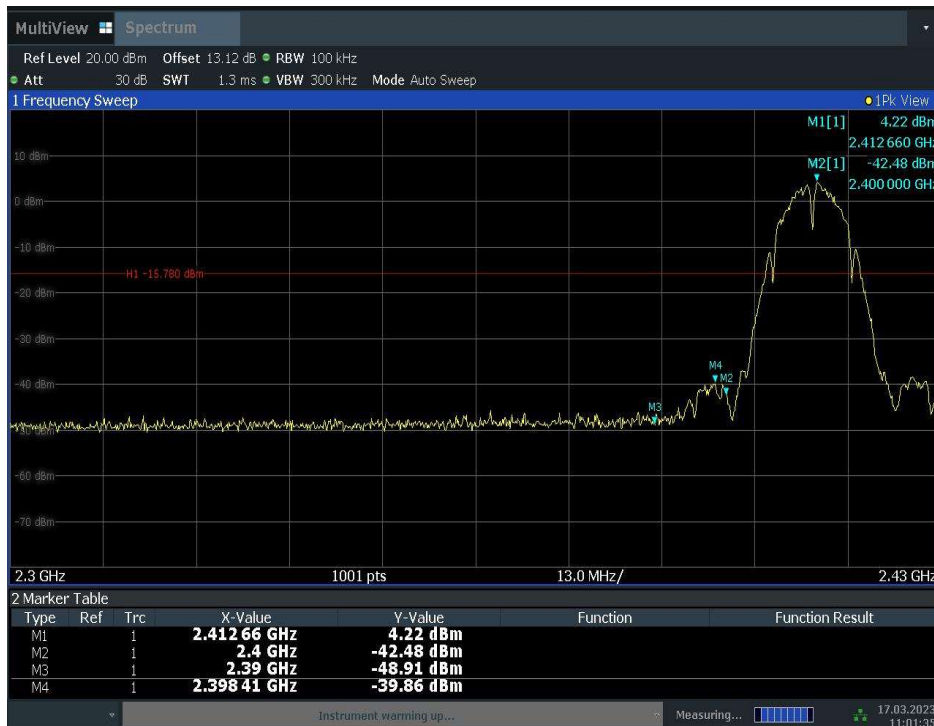 MultiView Spectrum
Ref Level 20.00 dBm Offset 13.12 dB RBW 100 kHz
Att 30 dB SWT 1.3 ms VBW 300 kHz Mode Auto Sweep
1 Frequency Sweep 1Pk View
M1[1] 4.22 dBm
2.412 660 GHz
10 dBm
M2[1] -42.48 dBm
2.400 000 GHz
0 dBm
-10 dBm
H1 -15.780 dBm
-20 dBm
-30 dBm
M4
-40 dBm
M2
M3
-50 dBm
-60 dBm
-70 dBm
2.3 GHz 1001 pts 13.0 MHz/ 2.43 GHz
2 Marker Table
Type Ref Trc X-Value Y-Value Function Function Result
M1 1 2.412 66 GHz 4.22 dBm
M2 1 2.4 GHz -42.48 dBm
M3 1 2.39 GHz -48.91 dBm
M4 1 2.398 41 GHz -39.86 dBm
Instrument warming up... Measuring... 17.03.2023
11:01:35